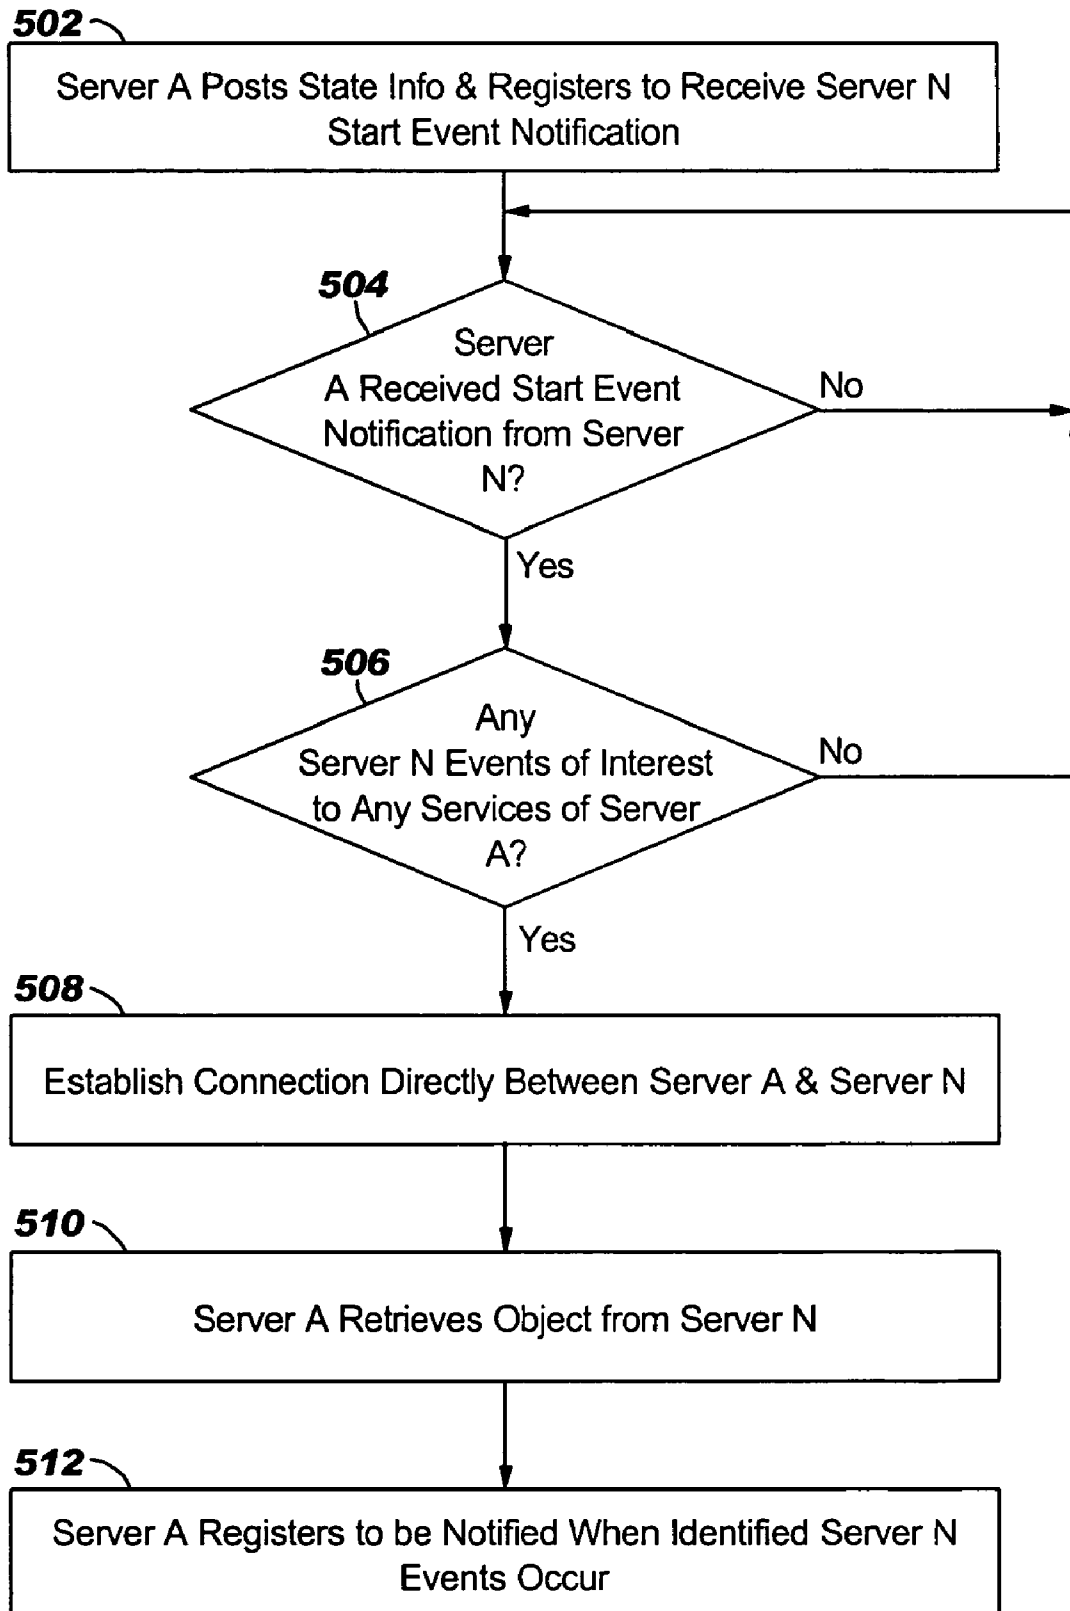 502
Server A Posts State Info & Registers to Receive Server N
Start Event Notification
504
Server
A Received Start Event
Notification from Server
N?
No
Yes
506
Any
Server N Events of Interest
to Any Services of Server
A?
No
Yes
508
Establish Connection Directly Between Server A & Server N
510
Server A Retrieves Object from Server N
512
Server A Registers to be Notified When Identified Server N
Events Occur